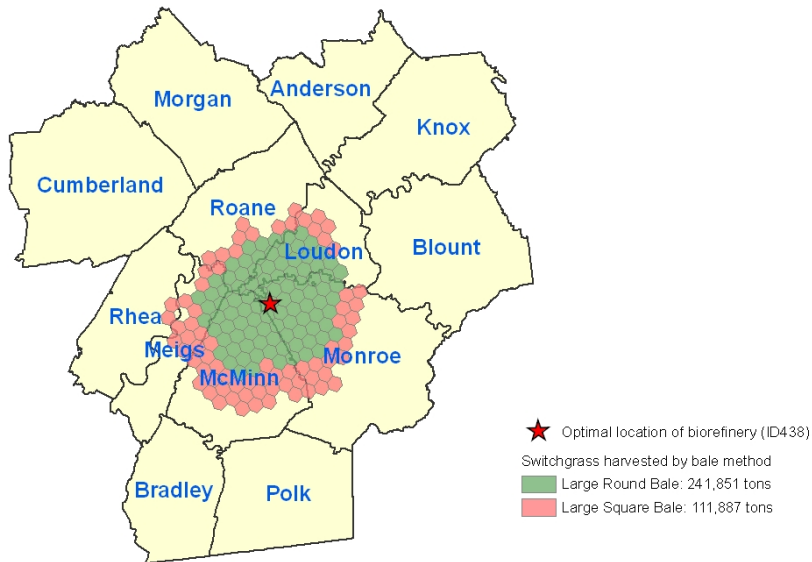 Morgan
Anderson
Knox
Cumberland
Roane
Loudon
Blount
Rhea
Meigs
Monroe
McMinn
Bradley
Polk
Optimal location of biorefinery (ID438)
Switchgrass harvested by bale method
Large Round Bale: 241,851 tons
Large Square Bale: 111,887 tons